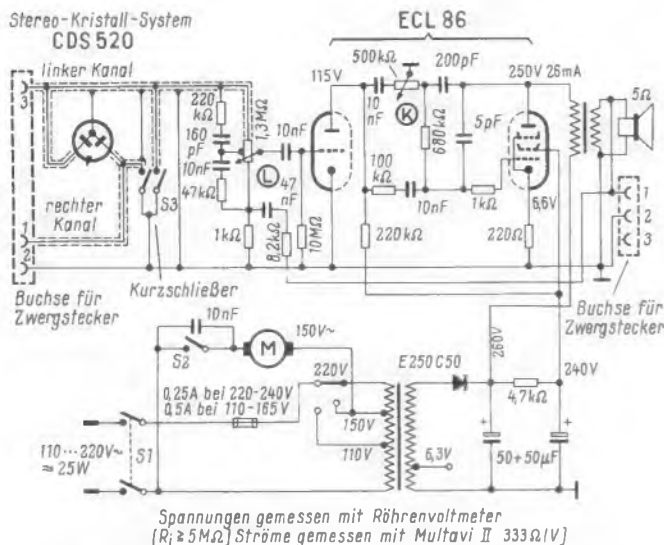 Stereo-Kristall-System
CDS 520
ECL 86
linker Kanal
3
220
kΩ
160
pF
10nF
47kΩ
1,3MΩ
L
10nF
47
nF
115V
500kΩ
10
nF
K
200pF
680kΩ
5pF
250V 26mA
5Ω
100
kΩ
10nF
1kΩ
6,6V
rechter
Kanal
1
2
S3
1kΩ
8,2kΩ
10MΩ
220kΩ
220Ω
1
2
3
Kurzschließer
Buchse für
Zwergstecker
Buchse für
Zwergstecker
10nF
S2
M
150V~
220V
E250C50
260V
240V
0,25A bei 220-240V
0,5A bei 110-165V
150V
110V
6,3V
4,7kΩ
+
+
50+50µF
S1
110...220V~
≈ 25W
Spannungen gemessen mit Röhrenvoltmeter
[Ri ≥ 5MΩ] Ströme gemessen mit Multavi II 333Ω/V]